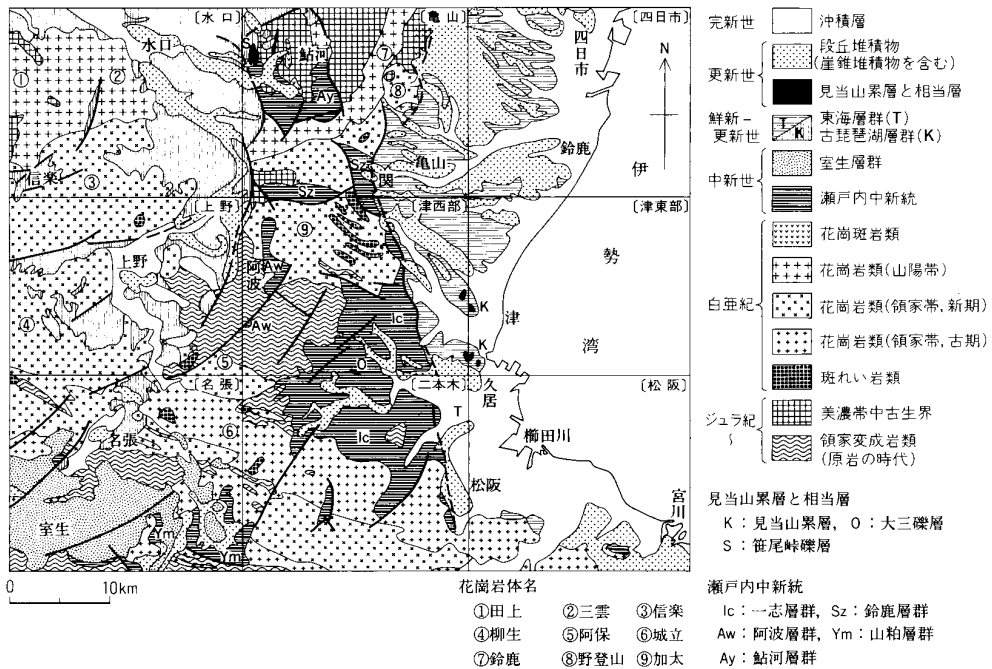 〔水口〕
〔亀山〕
〔四日市〕
水口
鮎河
四日市
N
①
②
⑦
⑧
Ay
亀山
鈴鹿
信楽
③
Sz
関
伊
Sz
〔上野〕
〔津西部〕
〔津東部〕
⑨
勢
上野
阿波
Aw
K
④
Ic
津
湾
Aw
K
⑤
O
〔名張〕
〔二本木〕
久居
〔松阪〕
T
名張
⑥
Ic
櫛田川
松阪
宮川
室生
Ym
Ym
0 10km
完新世
沖積層
更新世
段丘堆積物
(崖錐堆積物を含む)
見当山累層と相当層
鮮新－
更新世
T
K
東海層群(T)
古琵琶湖層群(K)
中新世
室生層群
瀬戸内中新統
白亜紀
花崗斑岩類
花崗岩類(山陽帯)
花崗岩類(領家帯,新期)
花崗岩類(領家帯,古期)
斑れい岩類
ジュラ紀
～
美濃帯中古生界
領家変成岩類
(原岩の時代)
見当山累層と相当層
K：見当山累層，O：大三礫層
S：笹尾峠礫層
花崗岩体名
①田上 ②三雲 ③信楽
④柳生 ⑤阿保 ⑥城立
⑦鈴鹿 ⑧野登山 ⑨加太
瀬戸内中新統
Ic：一志層群，Sz：鈴鹿層群
Aw：阿波層群，Ym：山粕層群
Ay：鮎河層群